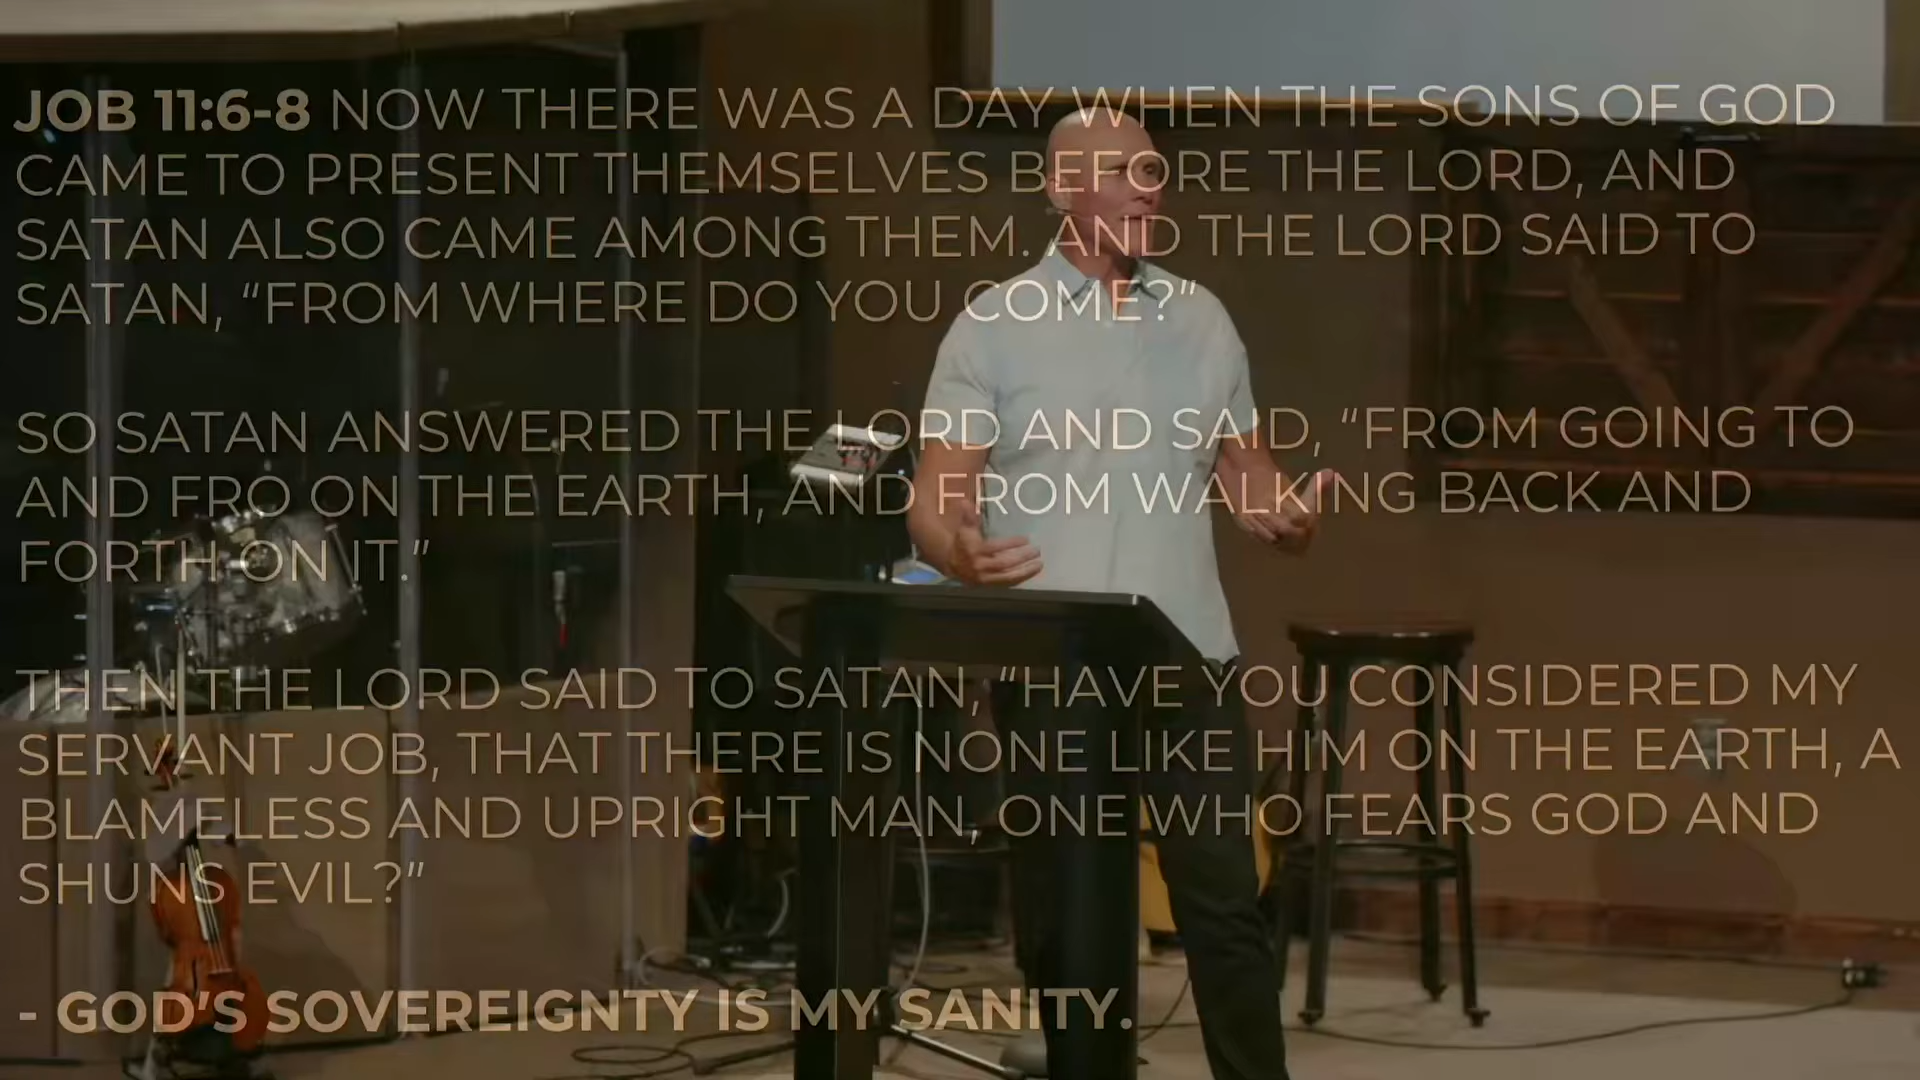 JOB 11:6-8 NOW THERE WAS A DAY WHEN THE SONS OF GOD
CAME TO PRESENT THEMSELVES BEFORE THE LORD, AND
SATAN ALSO CAME AMONG THEM. AND THE LORD SAID TO
SATAN, “FROM WHERE DO YOU COME?”
SO SATAN ANSWERED THE LORD AND SAID, “FROM GOING TO
AND FRO ON THE EARTH, AND FROM WALKING BACK AND
FORTH ON IT.”
THEN THE LORD SAID TO SATAN, “HAVE YOU CONSIDERED MY
SERVANT JOB, THAT THERE IS NONE LIKE HIM ON THE EARTH, A
BLAMELESS AND UPRIGHT MAN, ONE WHO FEARS GOD AND
SHUNS EVIL?”
- GOD’S SOVEREIGNTY IS MY SANITY.